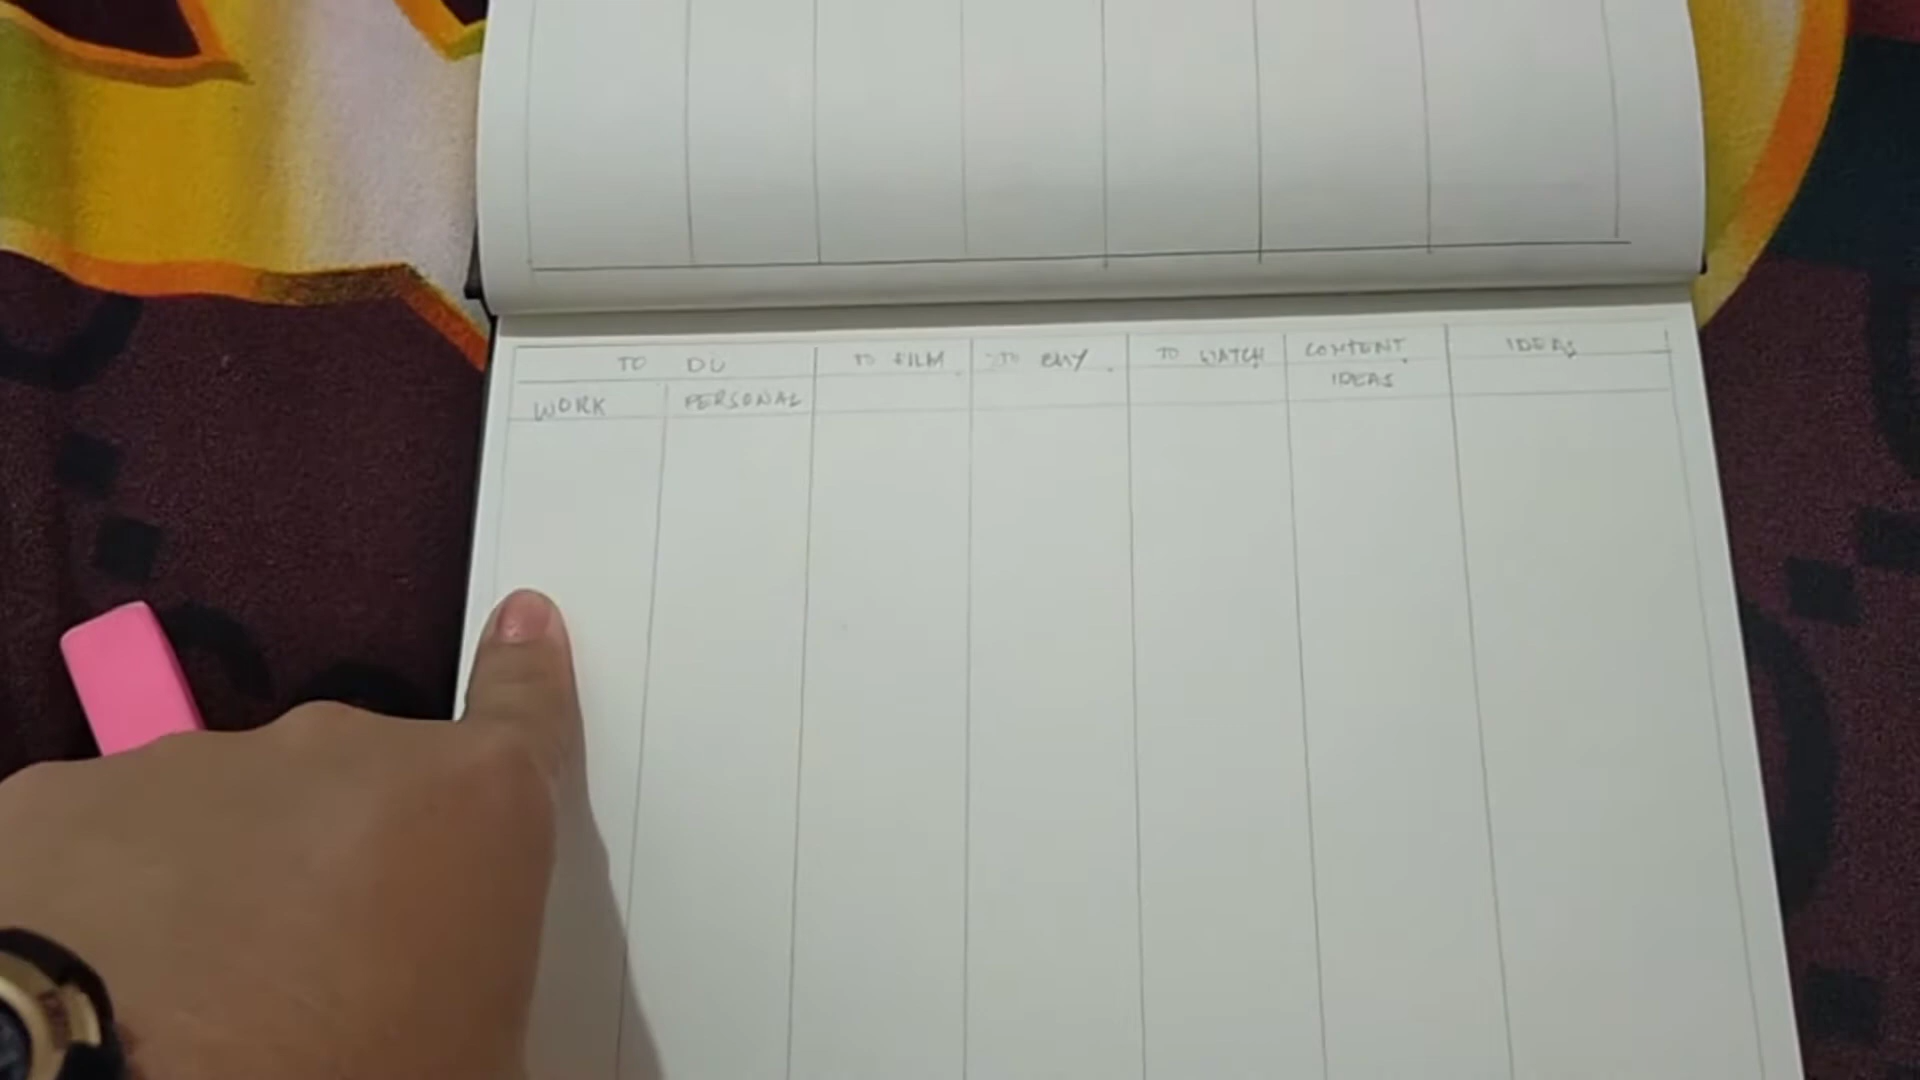 TO DO
TO FILM
TO BUY
TO WATCH
CONTENT
IDEAS
IDEAS
WORK
PERSONAL